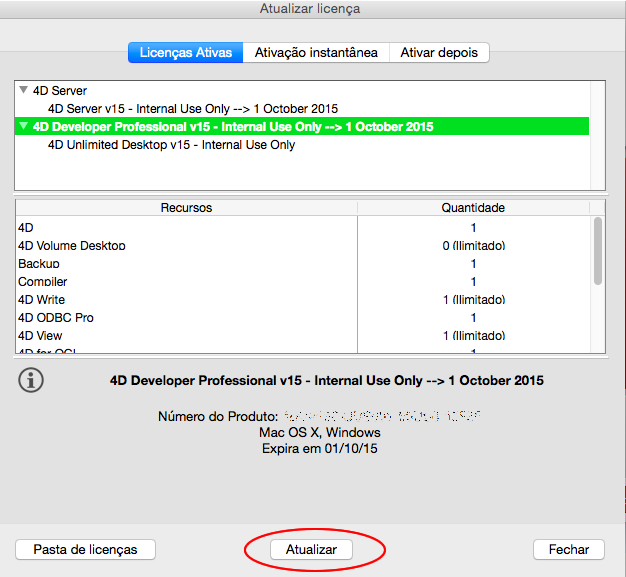 Atualizar licença
Licenças Ativas Ativação instantânea Ativar depois
4D Server
4D Server v15 - Internal Use Only --> 1 October 2015
4D Developer Professional v15 - Internal Use Only --> 1 October 2015
4D Unlimited Desktop v15 - Internal Use Only
Recursos Quantidade
4D 1
4D Volume Desktop 0 (Ilimitado)
Backup 1
Compiler 1
4D Write 1 (Ilimitado)
4D ODBC Pro 1
4D View 1 (Ilimitado)
4D for OCI 1
4D Developer Professional v15 - Internal Use Only --> 1 October 2015
Número do Produto:
Mac OS X, Windows
Expira em 01/10/15
Pasta de licenças Atualizar Fechar